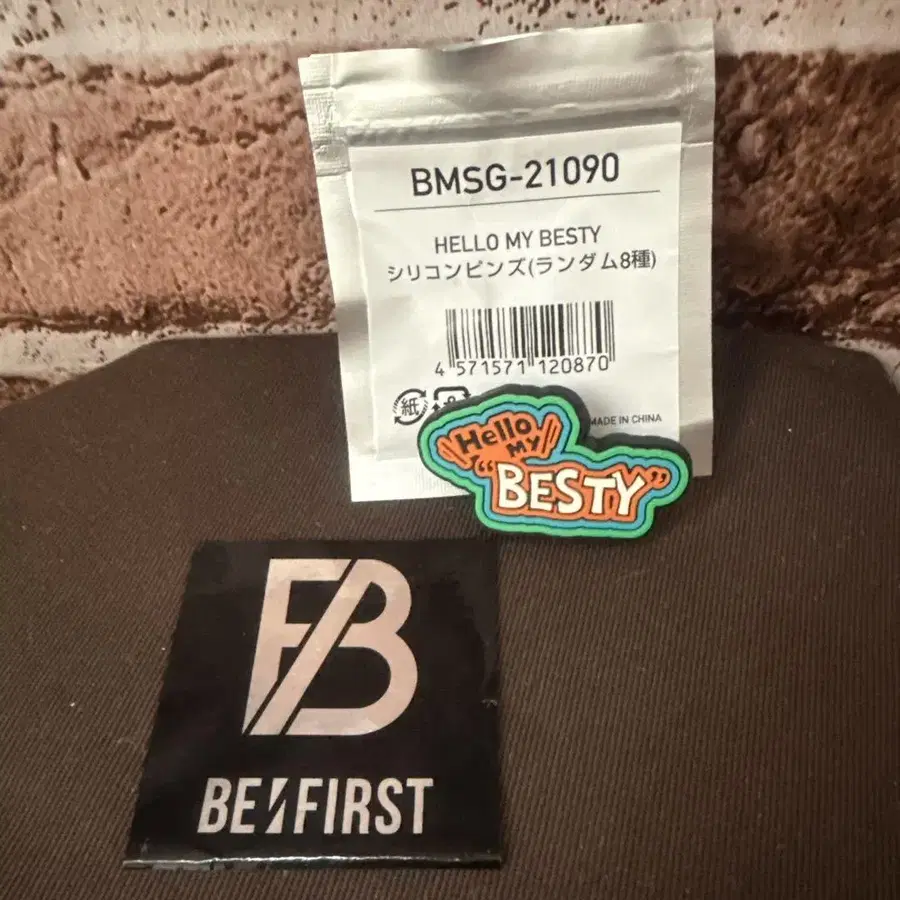 BMSG-21090
HELLO MY BESTY
シリコンピンズ(ランダム8種)
4 571571 120870
紙
MADE IN CHINA
Hello
MY
"BESTY"
FB
BE:FIRST